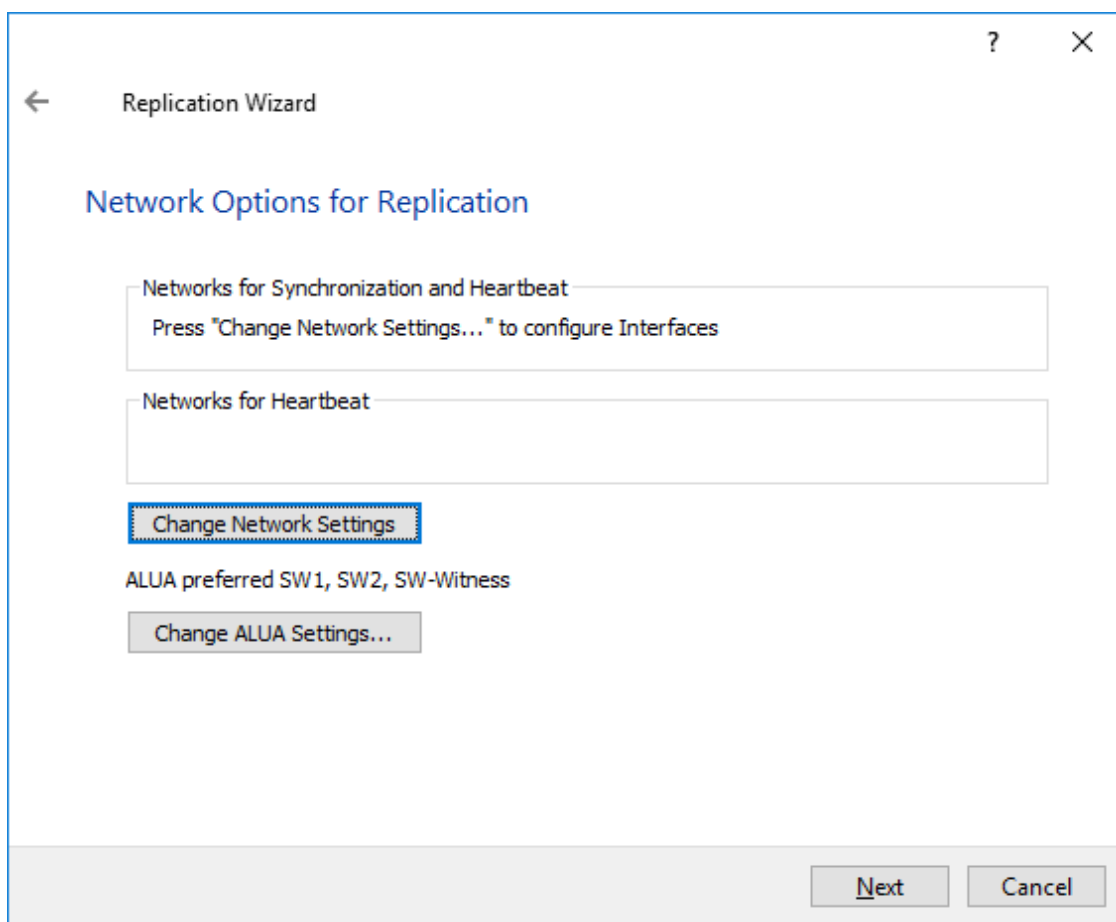 ?
Replication Wizard
Network Options for Replication
Networks for Synchronization and Heartbeat
Press "Change Network Settings..." to configure Interfaces
Networks for Heartbeat
Change Network Settings
ALUA preferred SW1, SW2, SW-Witness
Change ALUA Settings...
Next
Cancel